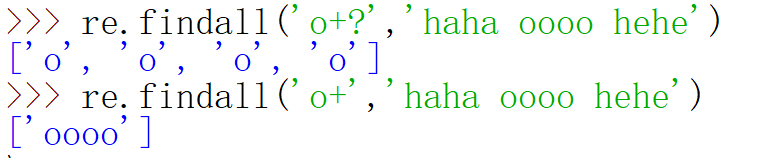 >>> re.findall('o+?','haha oooo hehe')
['o', 'o', 'o', 'o']
>>> re.findall('o+','haha oooo hehe')
['oooo']